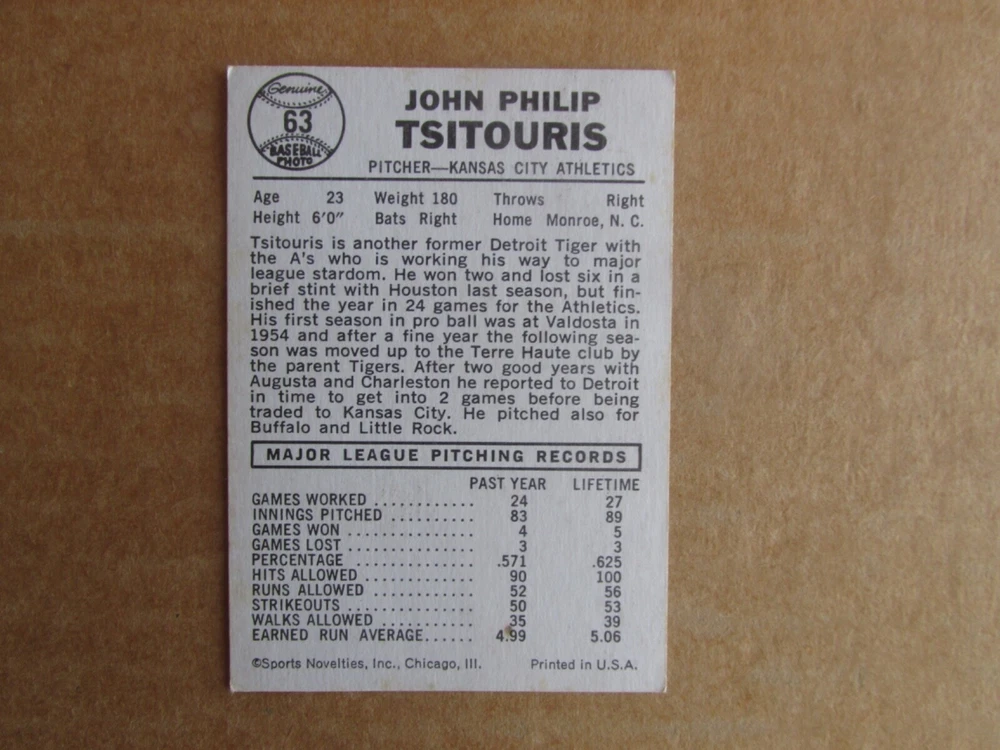 Genuine
63
BASEBALL
PHOTO
JOHN PHILIP
TSITOURIS
PITCHER—KANSAS CITY ATHLETICS
Age 23 Weight 180 Throws Right
Height 6'0" Bats Right Home Monroe, N. C.
Tsitouris is another former Detroit Tiger with
the A's who is working his way to major
league stardom. He won two and lost six in a
brief stint with Houston last season, but fin-
ished the year in 24 games for the Athletics.
His first season in pro ball was at Valdosta in
1954 and after a fine year the following sea-
son was moved up to the Terre Haute club by
the parent Tigers. After two good years with
Augusta and Charleston he reported to Detroit
in time to get into 2 games before being
traded to Kansas City. He pitched also for
Buffalo and Little Rock.
MAJOR LEAGUE PITCHING RECORDS
PAST YEAR LIFETIME
GAMES WORKED ........... 24 27
INNING PITCHED .......... 83 89
GAMES WON ............... 4 5
GAMES LOST ............... 3 3
PERCENTAGE .............. .571 .625
HITS ALLOWED ............ 90 100
RUNS ALLOWED ............ 52 56
STRIKEOUTS ............... 50 53
WALKS ALLOWED ........... 35 39
EARNED RUN AVERAGE...... 4.99 5.06
©Sports Novelties, Inc., Chicago, Ill. Printed in U.S.A.